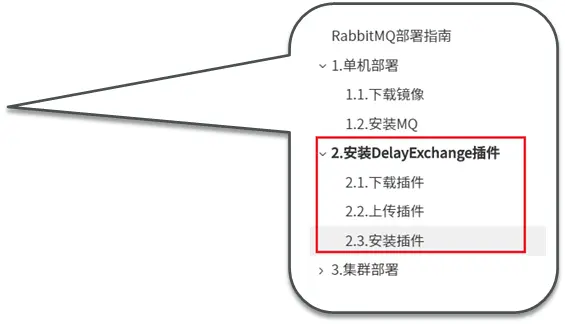 RabbitMQ部署指南
1.单机部署
1.1.下载镜像
1.2.安装MQ
2.安装DelayExchange插件
2.1.下载插件
2.2.上传插件
2.3.安装插件
3.集群部署